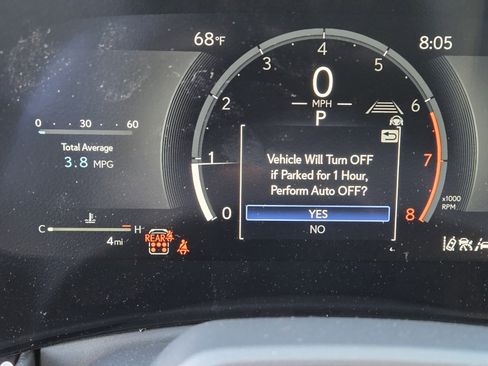 68°F
8:05
0 30 60
Total Average
3.8 MPG
0
1
2
3
4
5
6
7
8
x1000
RPM
0
MPH
P
Vehicle Will Turn OFF
if Parked for 1 Hour,
Perform Auto OFF?
YES
NO
C H
4 mi
REAR